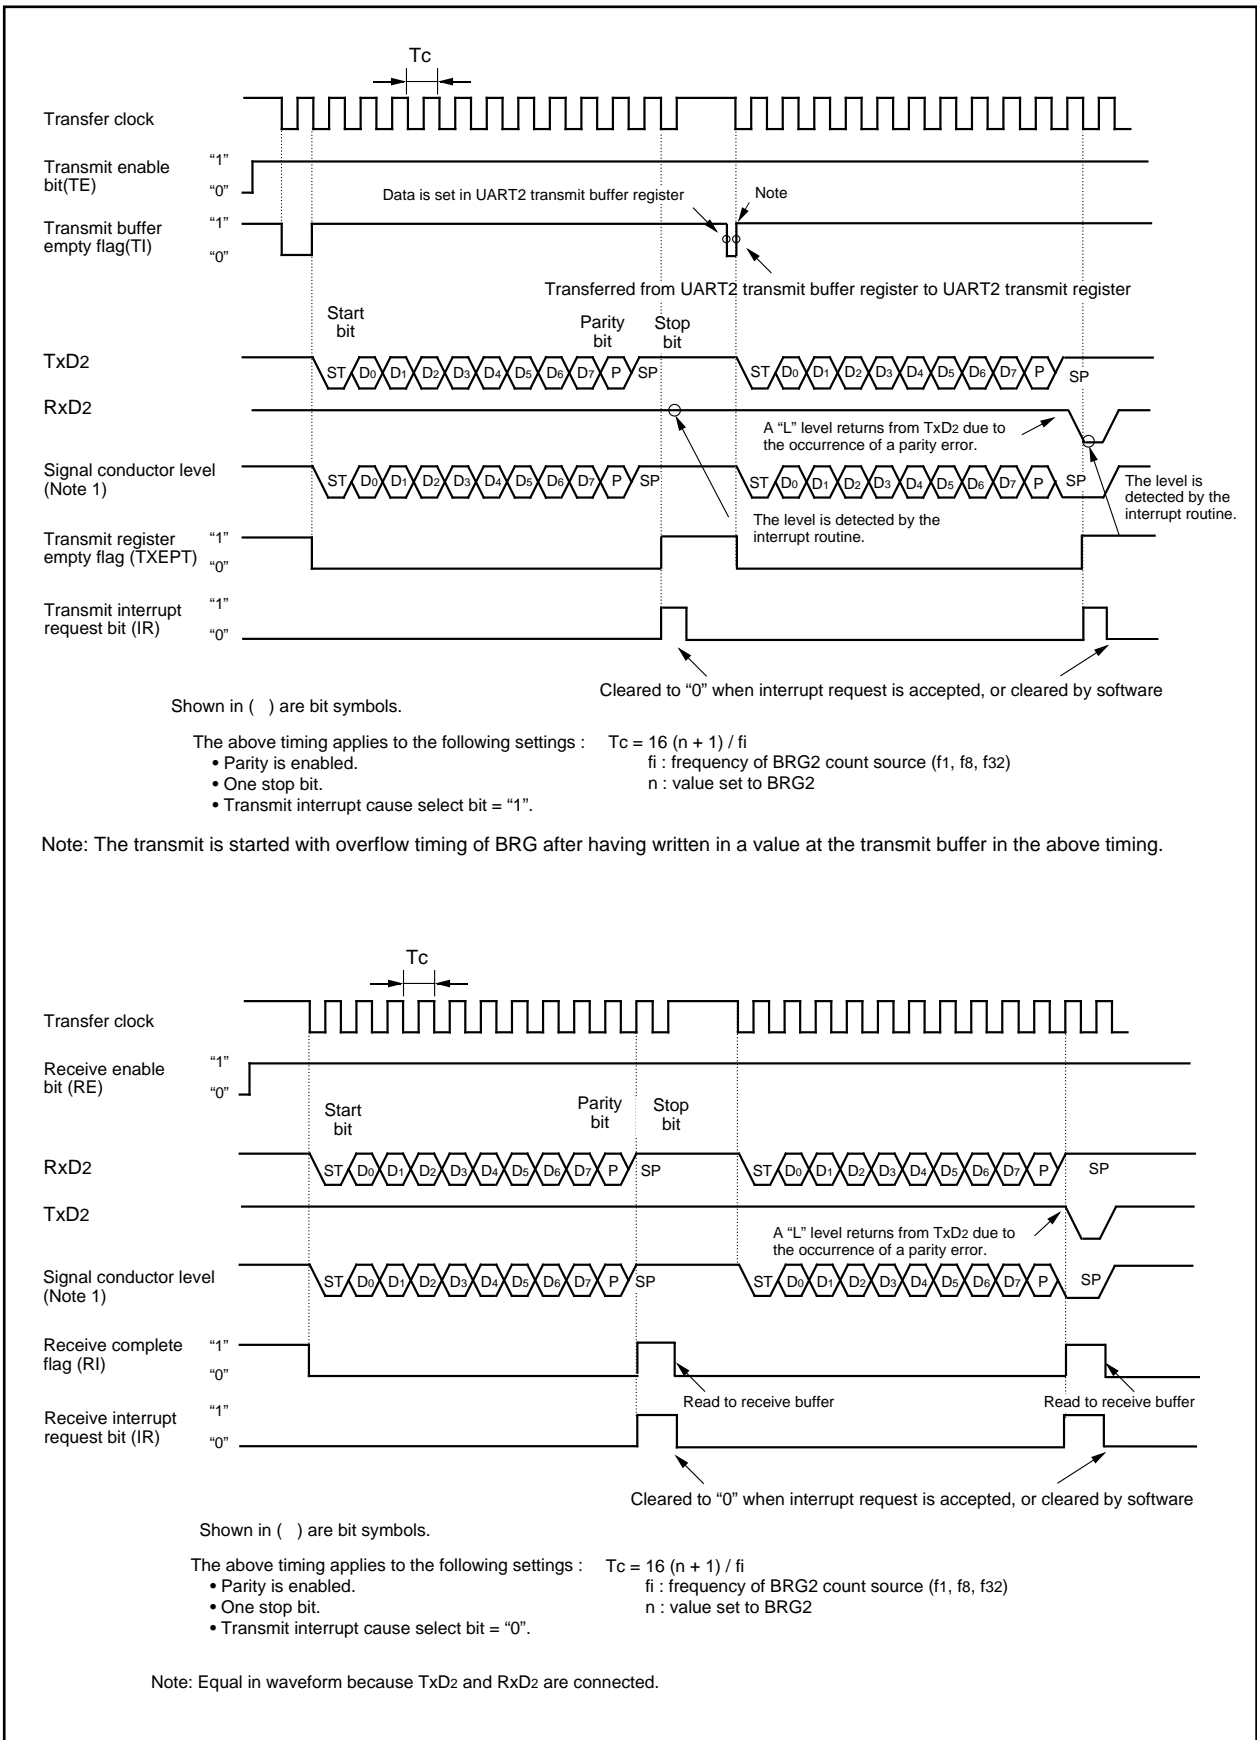 Tc
Transfer clock
Transmit enable
bit(TE)
“1”
“0”
Data is set in UART2 transmit buffer register
Note
Transmit buffer
empty flag(TI)
“1”
“0”
Transferred from UART2 transmit buffer register to UART2 transmit register
Start
bit
Parity
bit
Stop
bit
TxD2
ST D0 D1 D2 D3 D4 D5 D6 D7 P SP ST D0 D1 D2 D3 D4 D5 D6 D7 P SP
RxD2
A “L” level returns from TxD2 due to
the occurrence of a parity error.
Signal conductor level
(Note 1)
ST D0 D1 D2 D3 D4 D5 D6 D7 P SP ST D0 D1 D2 D3 D4 D5 D6 D7 P SP
The level is
detected by the
interrupt routine.
The level is detected by the
interrupt routine.
Transmit register
empty flag (TXEPT)
“1”
“0”
Transmit interrupt
request bit (IR)
“1”
“0”
Cleared to “0” when interrupt request is accepted, or cleared by software
Shown in ( ) are bit symbols.
The above timing applies to the following settings :
• Parity is enabled.
• One stop bit.
• Transmit interrupt cause select bit = “1”.
Tc = 16 (n + 1) / fi
fi : frequency of BRG2 count source (f1, f8, f32)
n : value set to BRG2
Note: The transmit is started with overflow timing of BRG after having written in a value at the transmit buffer in the above timing.
Tc
Transfer clock
Receive enable
bit (RE)
“1”
“0”
Start
bit
Parity
bit
Stop
bit
RxD2
ST D0 D1 D2 D3 D4 D5 D6 D7 P SP ST D0 D1 D2 D3 D4 D5 D6 D7 P SP
TxD2
A “L” level returns from TxD2 due to
the occurrence of a parity error.
Signal conductor level
(Note 1)
ST D0 D1 D2 D3 D4 D5 D6 D7 P SP ST D0 D1 D2 D3 D4 D5 D6 D7 P SP
Receive complete
flag (RI)
“1”
“0”
Read to receive buffer
Read to receive buffer
Receive interrupt
request bit (IR)
“1”
“0”
Cleared to “0” when interrupt request is accepted, or cleared by software
Shown in ( ) are bit symbols.
The above timing applies to the following settings :
• Parity is enabled.
• One stop bit.
• Transmit interrupt cause select bit = “0”.
Tc = 16 (n + 1) / fi
fi : frequency of BRG2 count source (f1, f8, f32)
n : value set to BRG2
Note: Equal in waveform because TxD2 and RxD2 are connected.